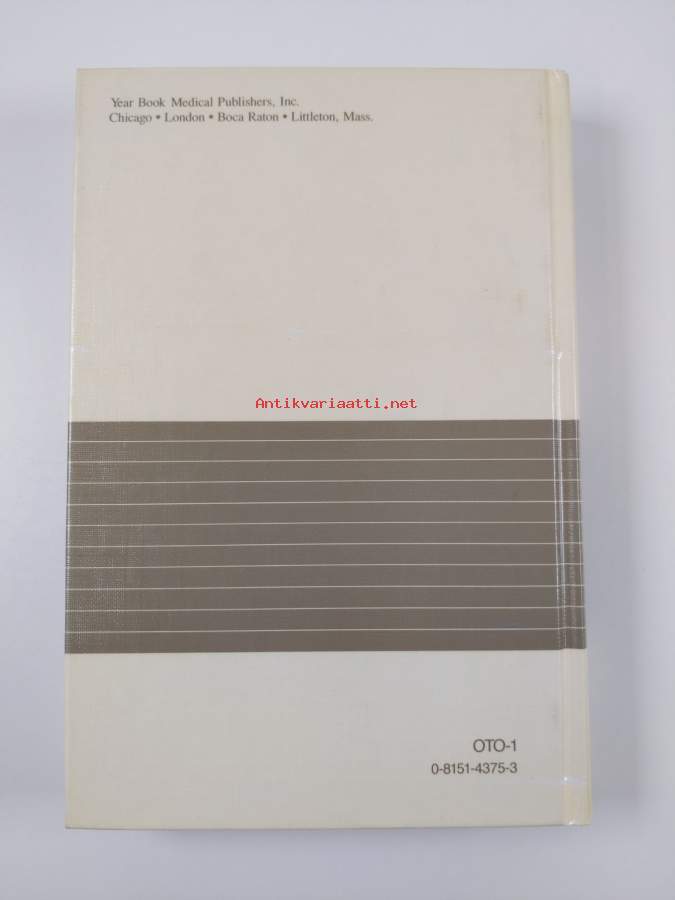 Year Book Medical Publishers, Inc.
Chicago • London • Boca Raton • Littleton, Mass.
Antikvariaatti.net
OTO-1
0-8151-4375-3